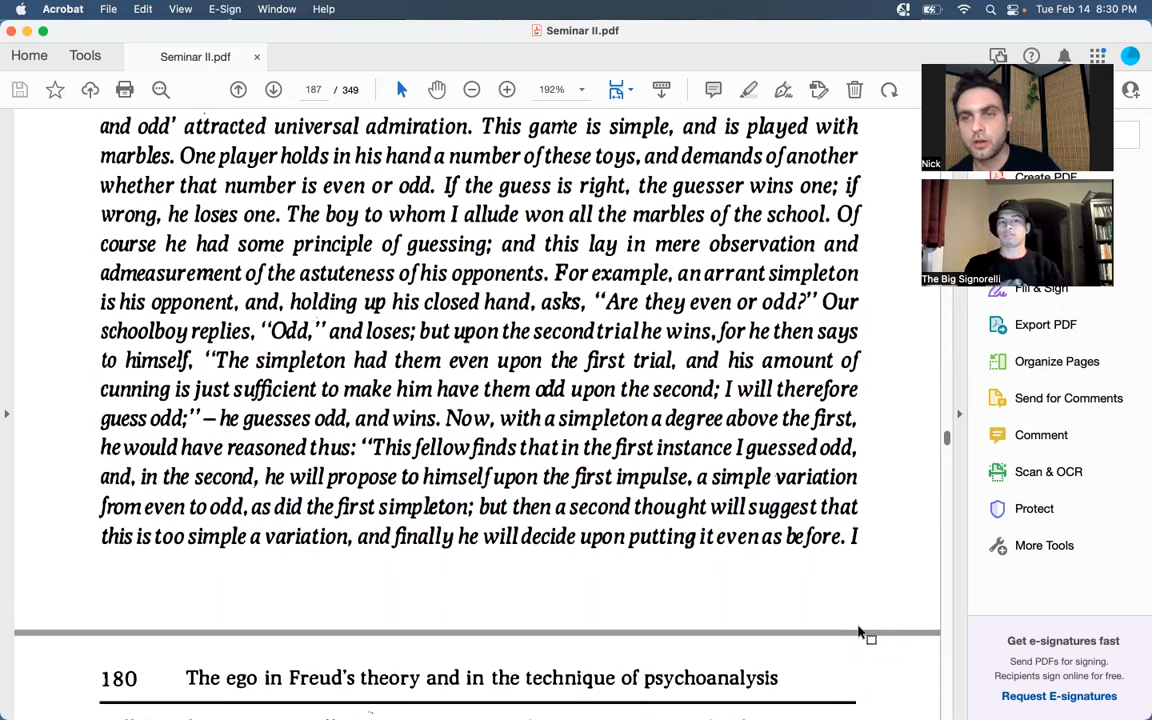 Acrobat File Edit View E-Sign Window Help Tue Feb 14 8:30 PM
Seminar II.pdf
Home Tools Seminar II.pdf ×
187 / 349 192%
and odd' attracted universal admiration. This game is simple, and is played with
marbles. One player holds in his hand a number of these toys, and demands of another
whether that number is even or odd. If the guess is right, the guesser wins one; if
wrong, he loses one. The boy to whom I allude won all the marbles of the school. Of
course he had some principle of guessing; and this lay in mere observation and
admeasurement of the astuteness of his opponents. For example, an arrant simpleton
is his opponent, and, holding up his closed hand, asks, "Are they even or odd?" Our
schoolboy replies, "Odd," and loses; but upon the second trial he wins, for he then says
to himself, "The simpleton had them even upon the first trial, and his amount of
cunning is just sufficient to make him have them odd upon the second; I will therefore
guess odd;" – he guesses odd, and wins. Now, with a simpleton a degree above the first,
he would have reasoned thus: "This fellow finds that in the first instance I guessed odd,
and, in the second, he will propose to himself upon the first impulse, a simple variation
from even to odd, as did the first simpleton; but then a second thought will suggest that
this is too simple a variation, and finally he will decide upon putting it even as before. I
180 The ego in Freud's theory and in the technique of psychoanalysis
Nick
The Big Signorelli
Create PDF
Fill & Sign
Export PDF
Organize Pages
Send for Comments
Comment
Scan & OCR
Protect
More Tools
Get e-signatures fast
Send PDFs for signing.
Recipients sign online for free.
Request E-signatures